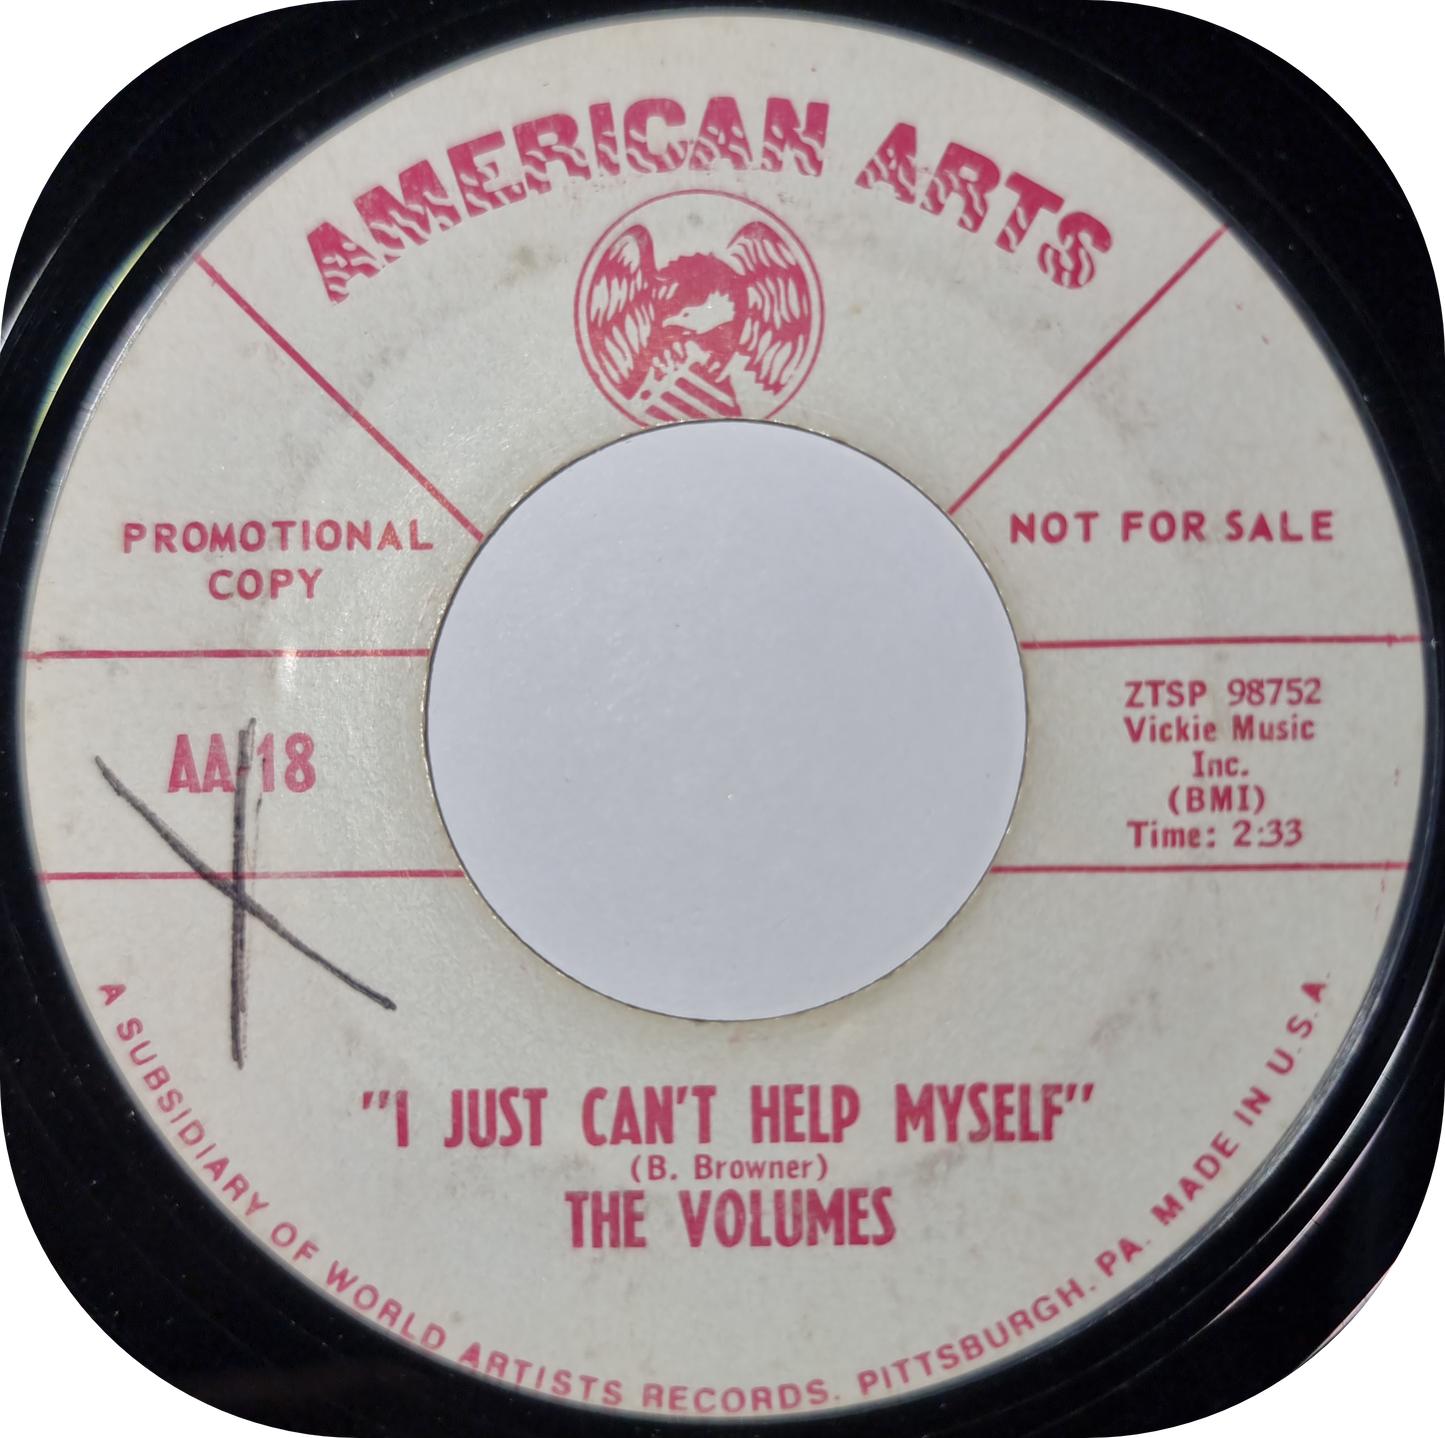 AMERICAN ARTS
PROMOTIONAL
COPY
NOT FOR SALE
AA-18
ZTSP 98752
Vickie Music
Inc.
(BMI)
Time: 2:33
"I JUST CAN'T HELP MYSELF"
(B. Browner)
THE VOLUMES
A SUBSIDIARY OF WORLD ARTISTS RECORDS. PITTSBURGH. PA. MADE IN U.S.A.